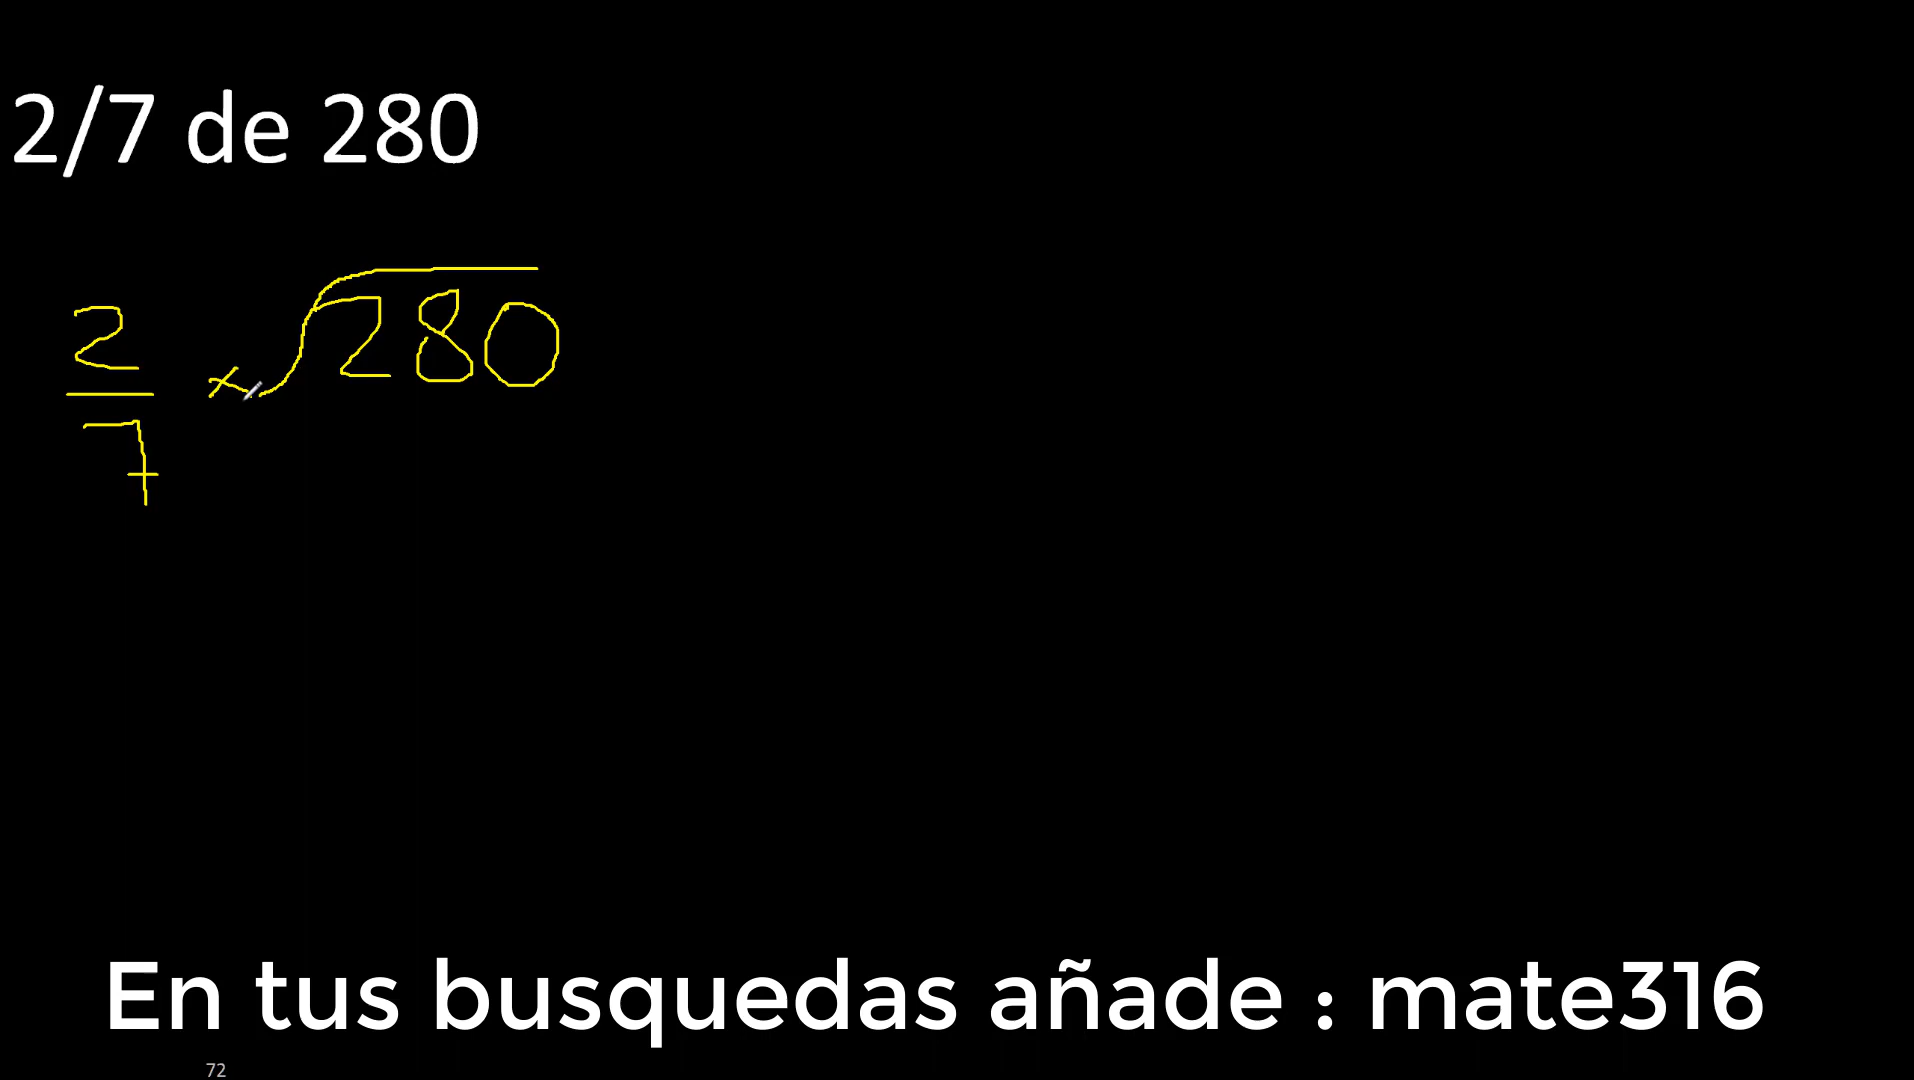 2/7 de 280
2/7 × 280
En tus busquedas añade : mate316
72